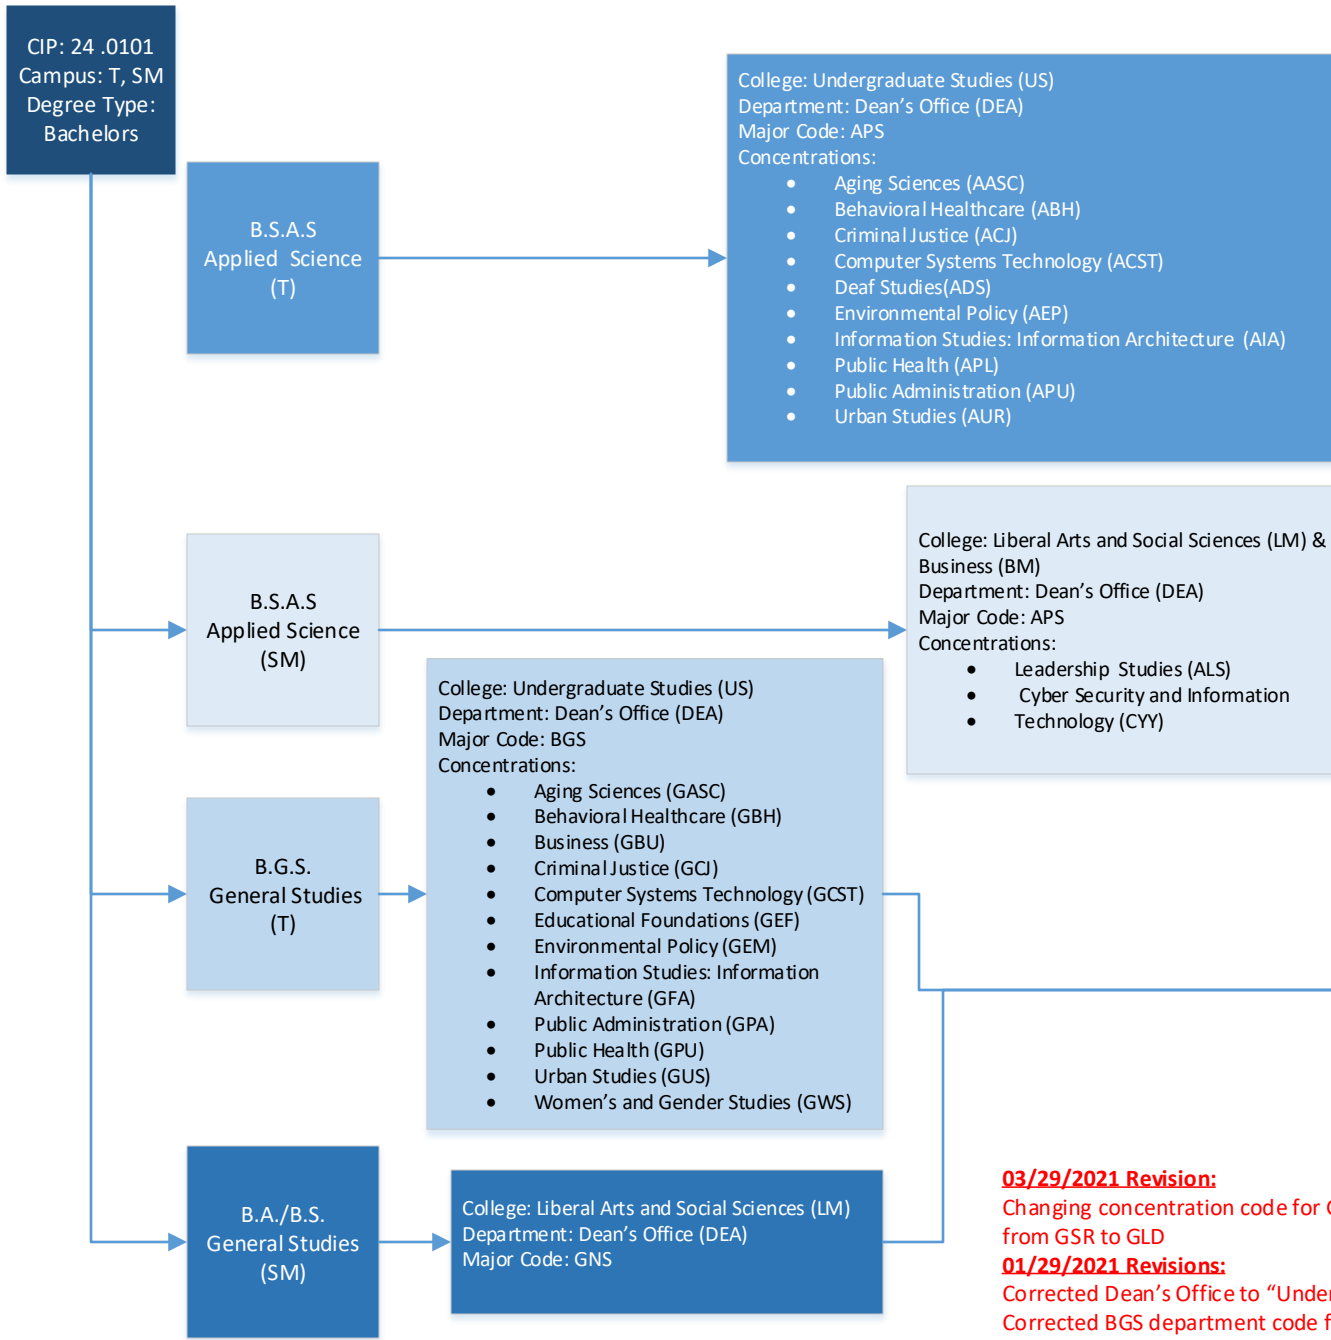 CIP: 24 .0101
Campus: T, SM
Degree Type:
Bachelors
B.S.A.S
Applied Science
(T)
College: Undergraduate Studies (US)
Department: Dean's Office (DEA)
Major Code: APS
Concentrations:
• Aging Sciences (AASC)
• Behavioral Healthcare (ABH)
• Criminal Justice (ACJ)
• Computer Systems Technology (ACST)
• Deaf Studies(ADS)
• Environmental Policy (AEP)
• Information Studies: Information Architecture (AIA)
• Public Health (APL)
• Public Administration (APU)
• Urban Studies (AUR)
B.S.A.S
Applied Science
(SM)
College: Liberal Arts and Social Sciences (LM) &
Business (BM)
Department: Dean's Office (DEA)
Major Code: APS
Concentrations:
• Leadership Studies (ALS)
• Cyber Security and Information
• Technology (CYY)
B.G.S.
General Studies
(T)
College: Undergraduate Studies (US)
Department: Dean's Office (DEA)
Major Code: BGS
Concentrations:
• Aging Sciences (GASC)
• Behavioral Healthcare (GBH)
• Business (GBU)
• Criminal Justice (GCJ)
• Computer Systems Technology (GCST)
• Educational Foundations (GEF)
• Environmental Policy (GEM)
• Information Studies: Information
Architecture (GFA)
• Public Administration (GPA)
• Public Health (GPU)
• Urban Studies (GUS)
• Women's and Gender Studies (GWS)
B.A./B.S.
General Studies
(SM)
College: Liberal Arts and Social Sciences (LM)
Department: Dean's Office (DEA)
Major Code: GNS
03/29/2021 Revision:
Changing concentration code for
from GSR to GLD
01/29/2021 Revisions:
Corrected Dean's Office to "Under
Corrected BGS department code f